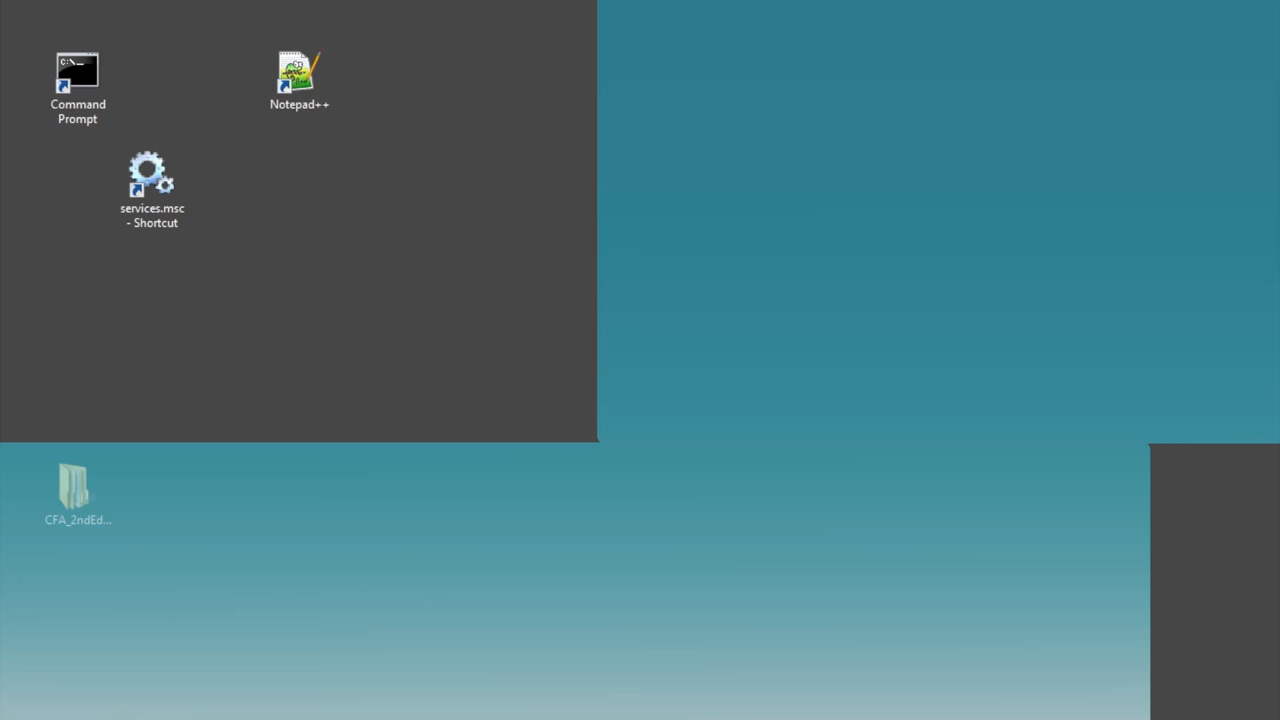 C:\._
Command
Prompt
Notepad++
services.msc
- Shortcut
CFA_2ndEd...